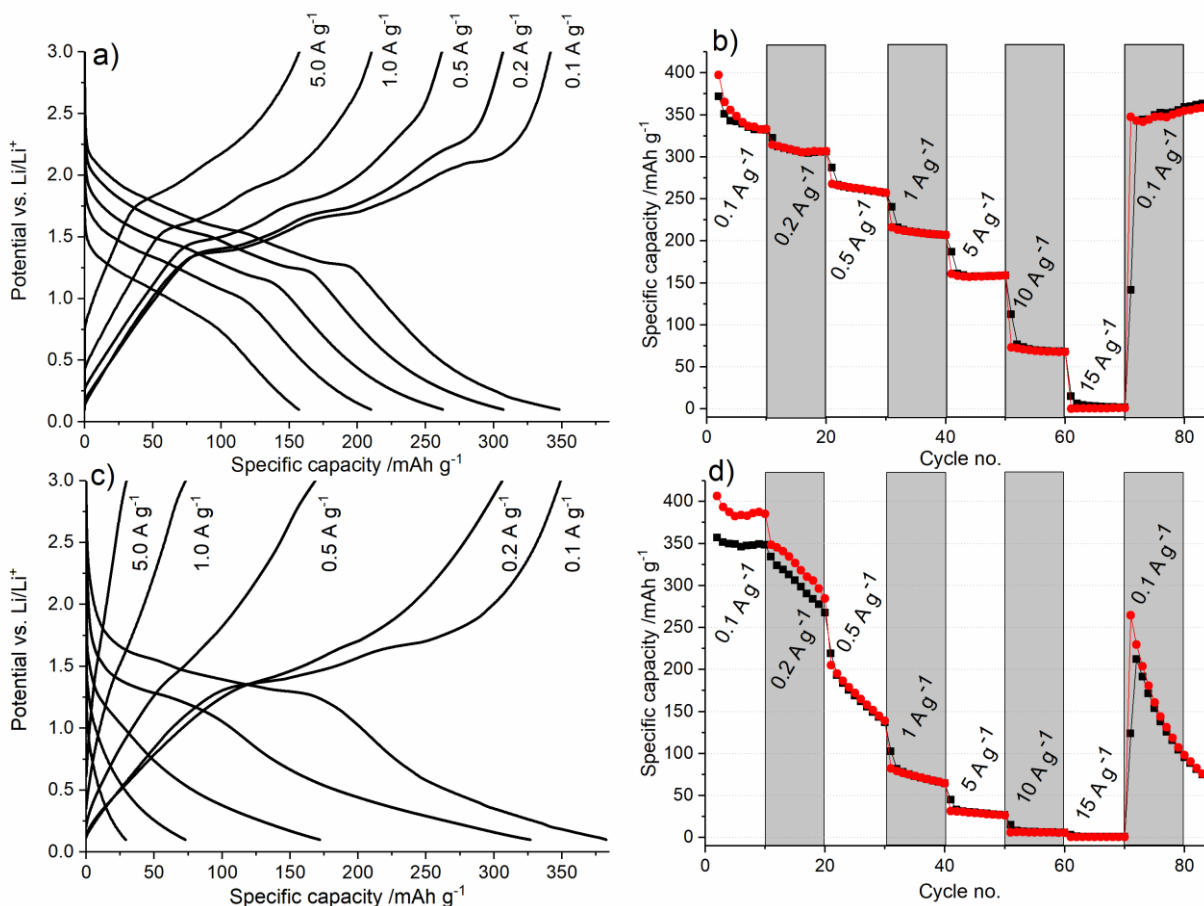 a)
5.0 A g⁻¹
1.0 A g⁻¹
0.5 A g⁻¹
0.2 A g⁻¹
0.1 A g⁻¹
3.0
2.5
2.0
1.5
1.0
0.5
0.0
Potential vs. Li/Li⁺
0 50 100 150 200 250 300 350
Specific capacity /mAh g⁻¹
b)
400
350
300
250
200
150
100
50
0
Specific capacity /mAh g⁻¹
0.1 A g⁻¹
0.2 A g⁻¹
0.5 A g⁻¹
1 A g⁻¹
5 A g⁻¹
10 A g⁻¹
15 A g⁻¹
0.1 A g⁻¹
0 20 40 60 80
Cycle no.
c)
5.0 A g⁻¹
1.0 A g⁻¹
0.5 A g⁻¹
0.2 A g⁻¹
0.1 A g⁻¹
3.0
2.5
2.0
1.5
1.0
0.5
0.0
Potential vs. Li/Li⁺
0 50 100 150 200 250 300 350
Specific capacity /mAh g⁻¹
d)
400
350
300
250
200
150
100
50
0
Specific capacity /mAh g⁻¹
0.1 A g⁻¹
0.2 A g⁻¹
0.5 A g⁻¹
1 A g⁻¹
5 A g⁻¹
10 A g⁻¹
15 A g⁻¹
0.1 A g⁻¹
0 20 40 60 80
Cycle no.